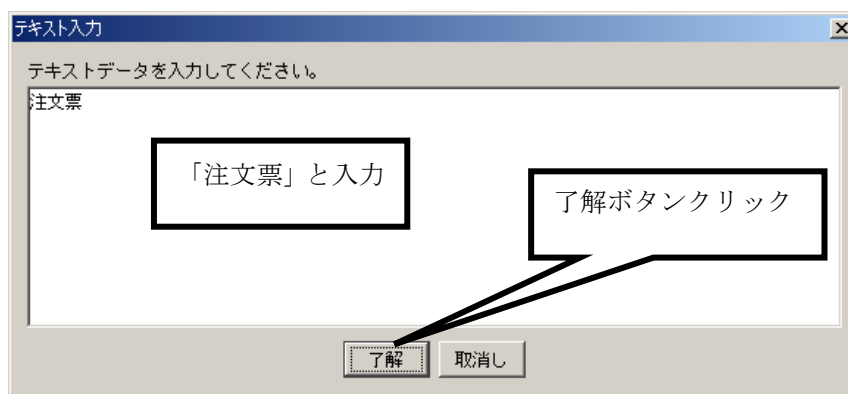 テキスト入力
テキストデータを入力してください。
注文票
「注文票」と入力
了解ボタンクリック
了解
取消し